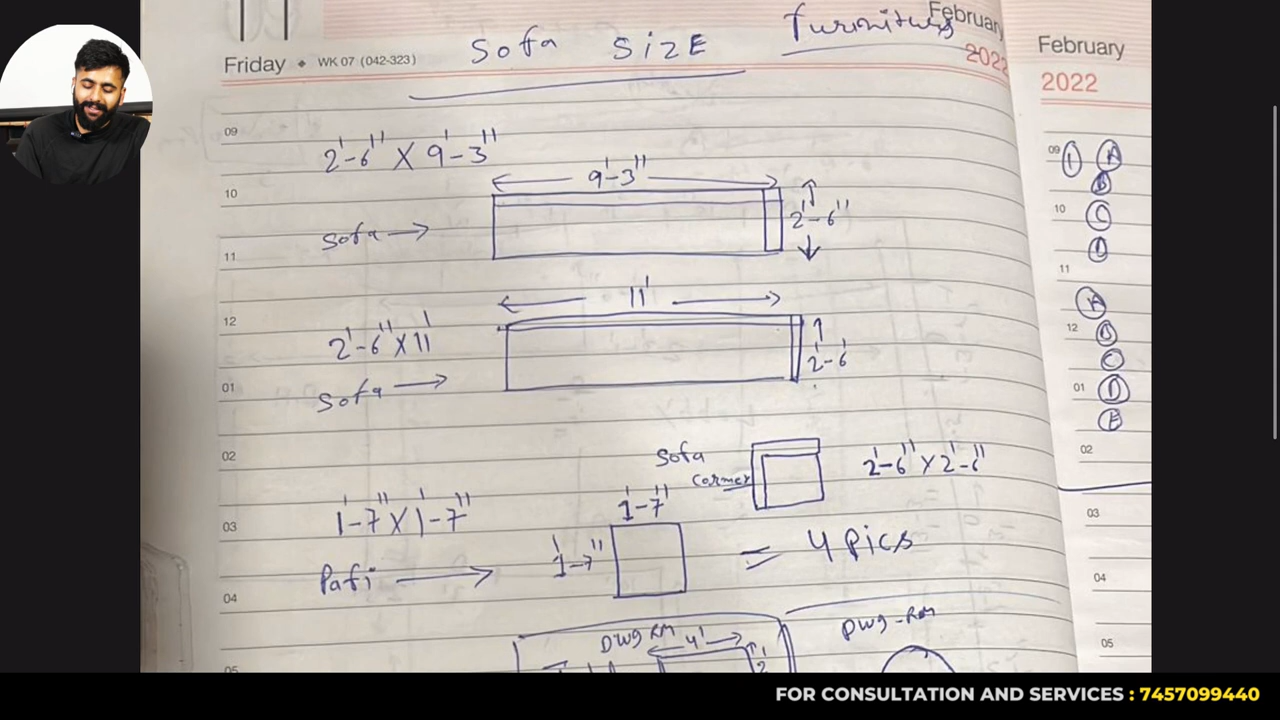 11
Friday ◆ WK 07 (042-323)
Sofa SIZE
Furniture
February
2022
February
2022
09
2'-6" X 9'-3"
9'-3"
10
2'-6"
Sofa →
11
11'
12
2'-6" X 11'
2'-6'
01
Sofa →
02
Sofa
corner
2'-6" X 2'-6"
1'-7" X 1'-7"
1'-7"
03
1'-7"
= 4 pics
Pafi →
04
Dwg RM
4'
Dwg-RM
05
09
1 A
B
10
C
D
11
A
12
B
C
01
D
E
02
03
04
05
FOR CONSULTATION AND SERVICES : 7457099440